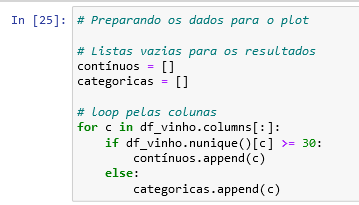 In [25]: # Preparando os dados para o plot
# Listas vazias para os resultados
contínuos = []
categoricas = []
# loop pelas colunas
for c in df_vinho.columns[:]:
if df_vinho.nunique()[c] >= 30:
contínuos.append(c)
else:
categoricas.append(c)